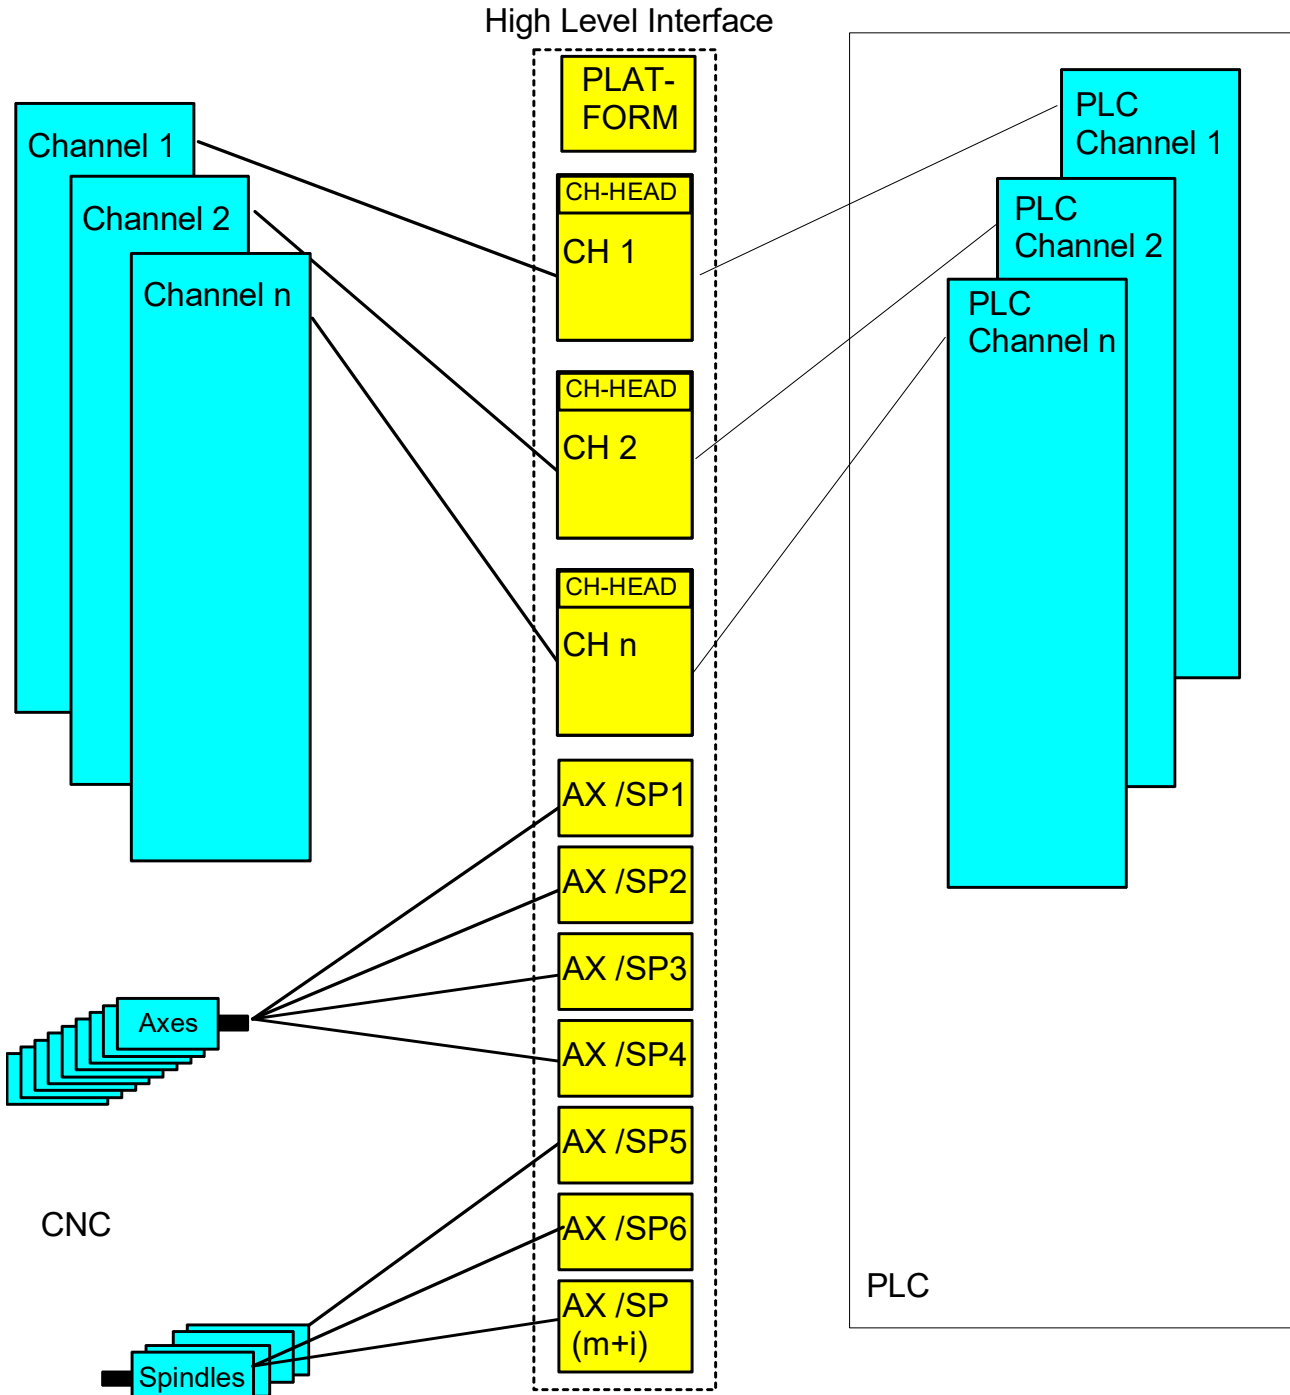 High Level Interface
PLAT-
FORM
Channel 1
Channel 2
Channel n
CH-HEAD
CH 1
CH-HEAD
CH 2
CH-HEAD
CH n
PLC
Channel 1
PLC
Channel 2
PLC
Channel n
AX /SP1
AX /SP2
AX /SP3
AX /SP4
AX /SP5
AX /SP6
AX /SP
(m+i)
Axes
CNC
Spindles
PLC